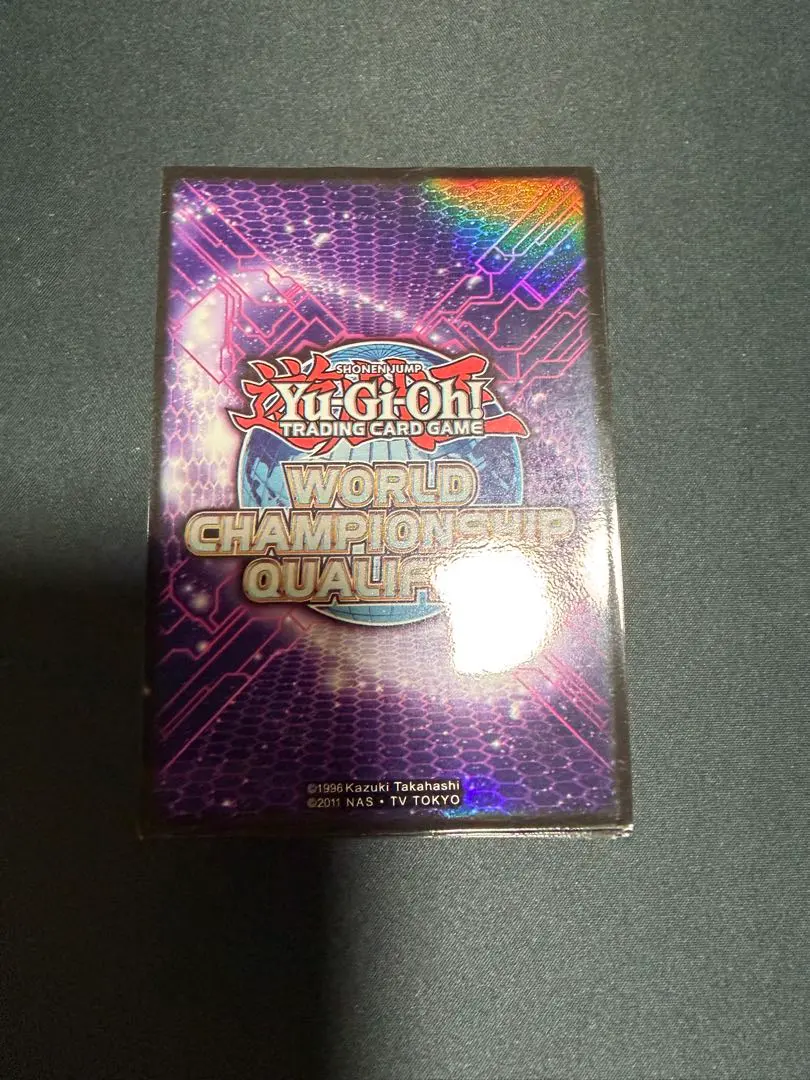 SHONEN JUMP
Yu-Gi-Oh!
TRADING CARD GAME
WORLD
CHAMPIONSHIP
©1996 Kazuki Takahashi
©2011 NAS • TV TOKYO